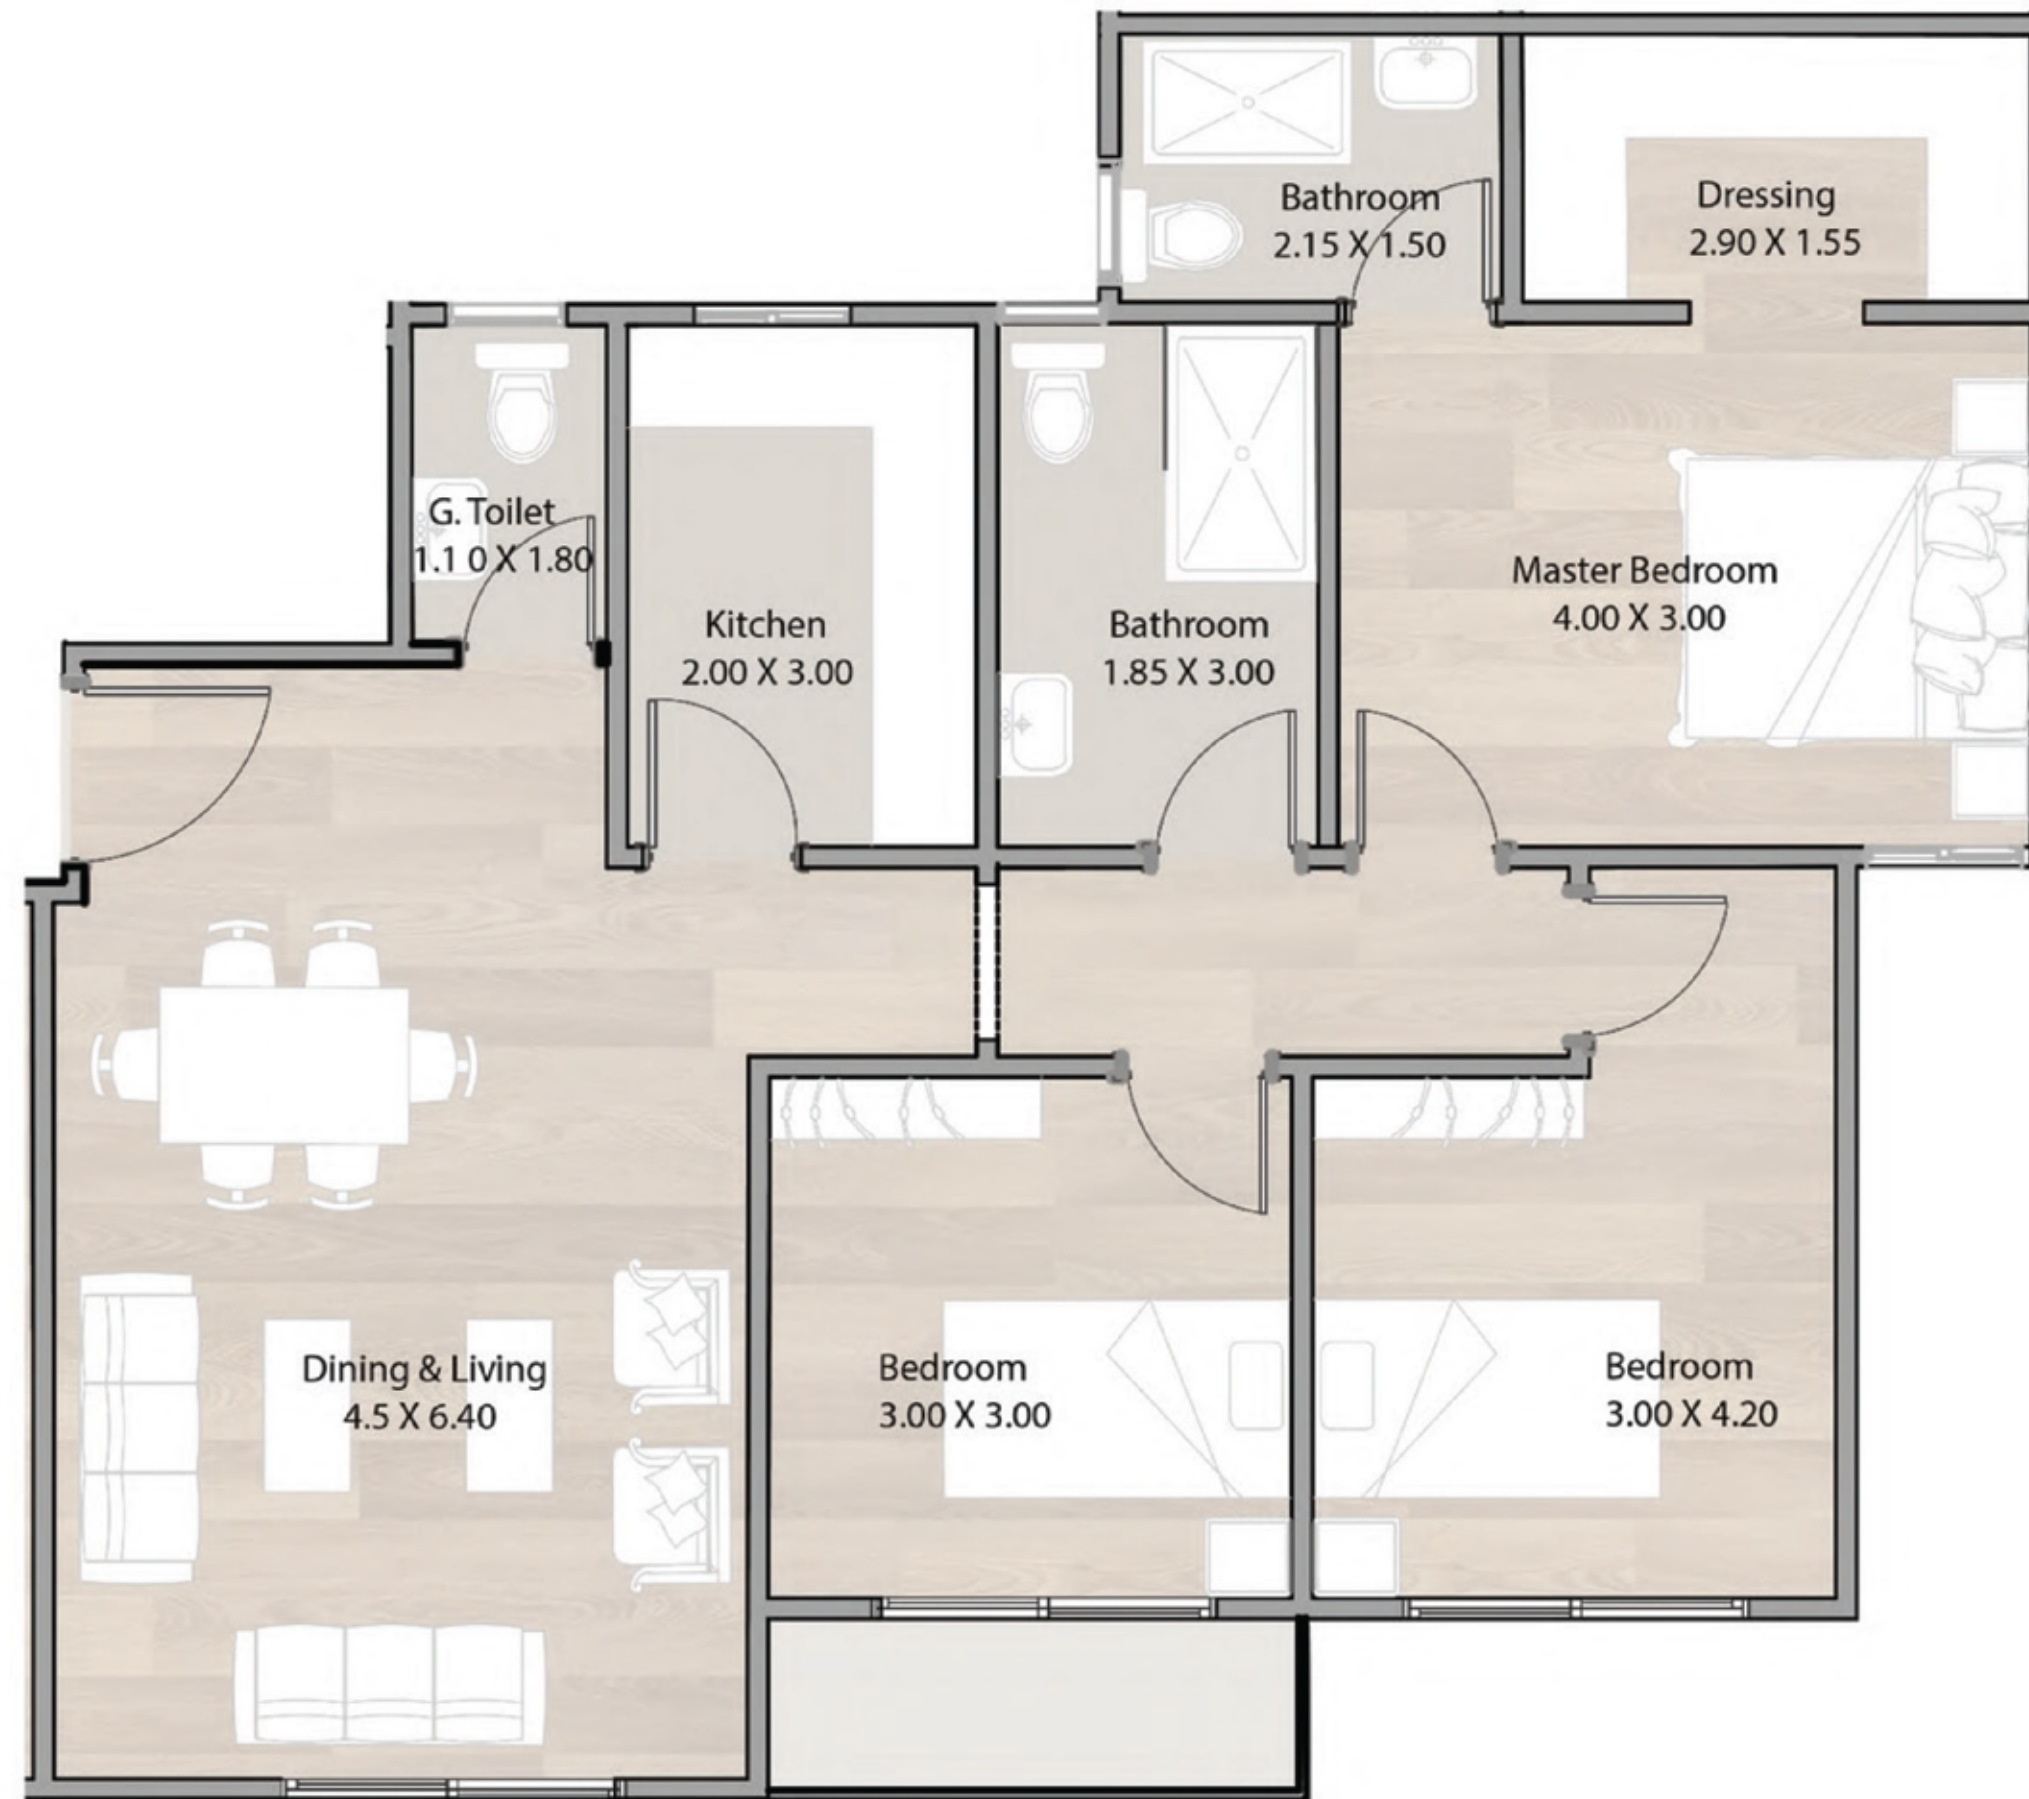 Bathroom
2.15 X 1.50
Dressing
2.90 X 1.55
G. Toilet
1.1 0 X 1.80
Kitchen
2.00 X 3.00
Bathroom
1.85 X 3.00
Master Bedroom
4.00 X 3.00
Dining & Living
4.5 X 6.40
Bedroom
3.00 X 3.00
Bedroom
3.00 X 4.20